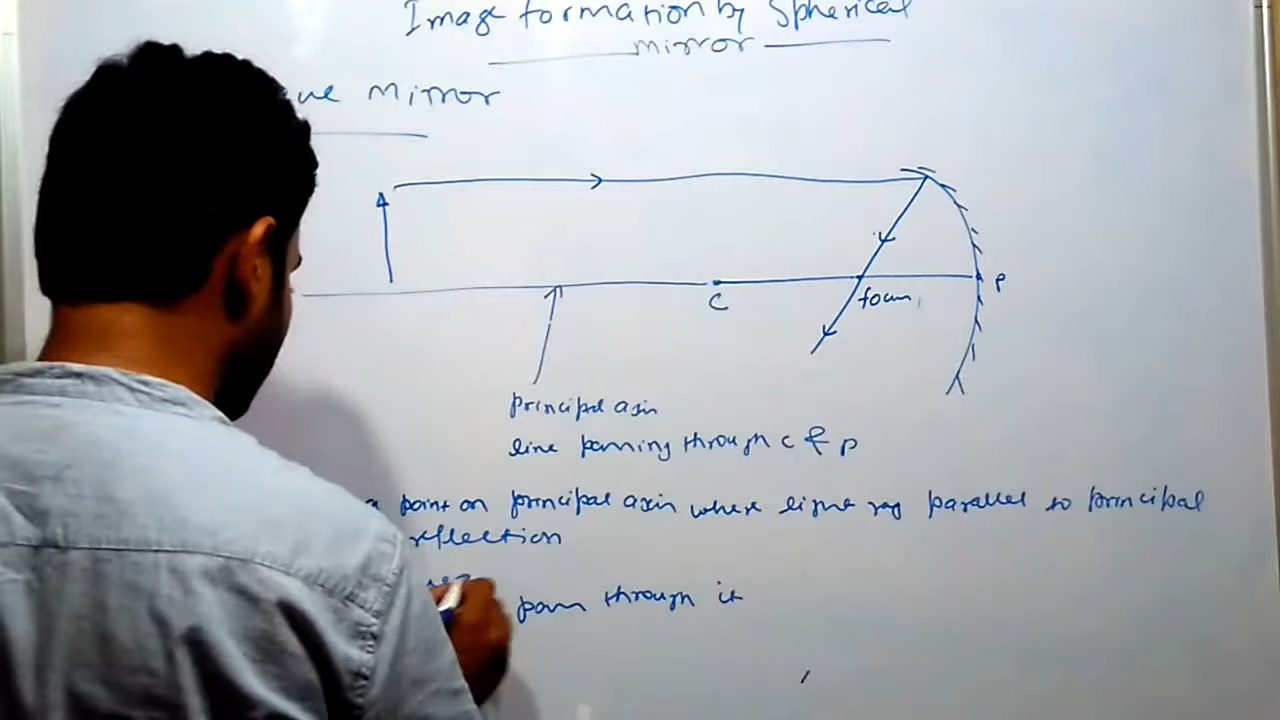 Image formation by Spherical
mirror
ve Mirror
C
focus
P
principal axis
line passing through C & P
a point on principal axis where light ray parallel to principal
reflection
pass through it